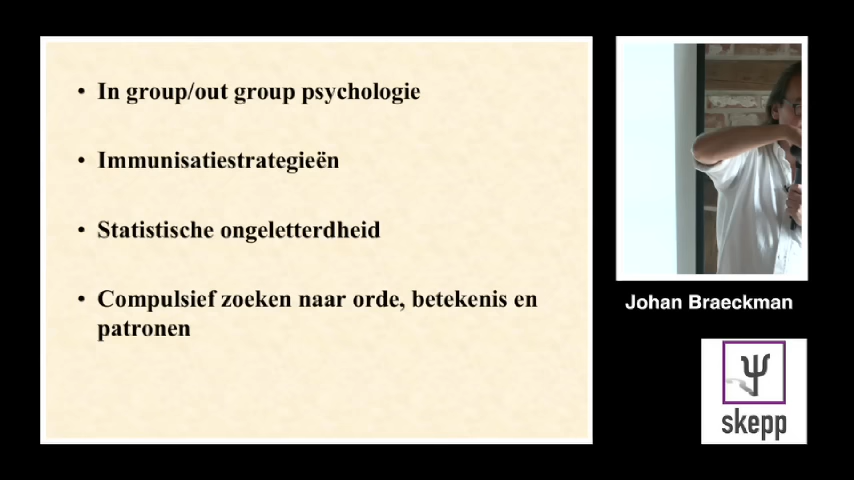 • In group/out group psychologie
• Immunisatiestrategieën
• Statistische ongeletterdheid
• Compulsief zoeken naar orde, betekenis en
patronen
Johan Braeckman
skepp